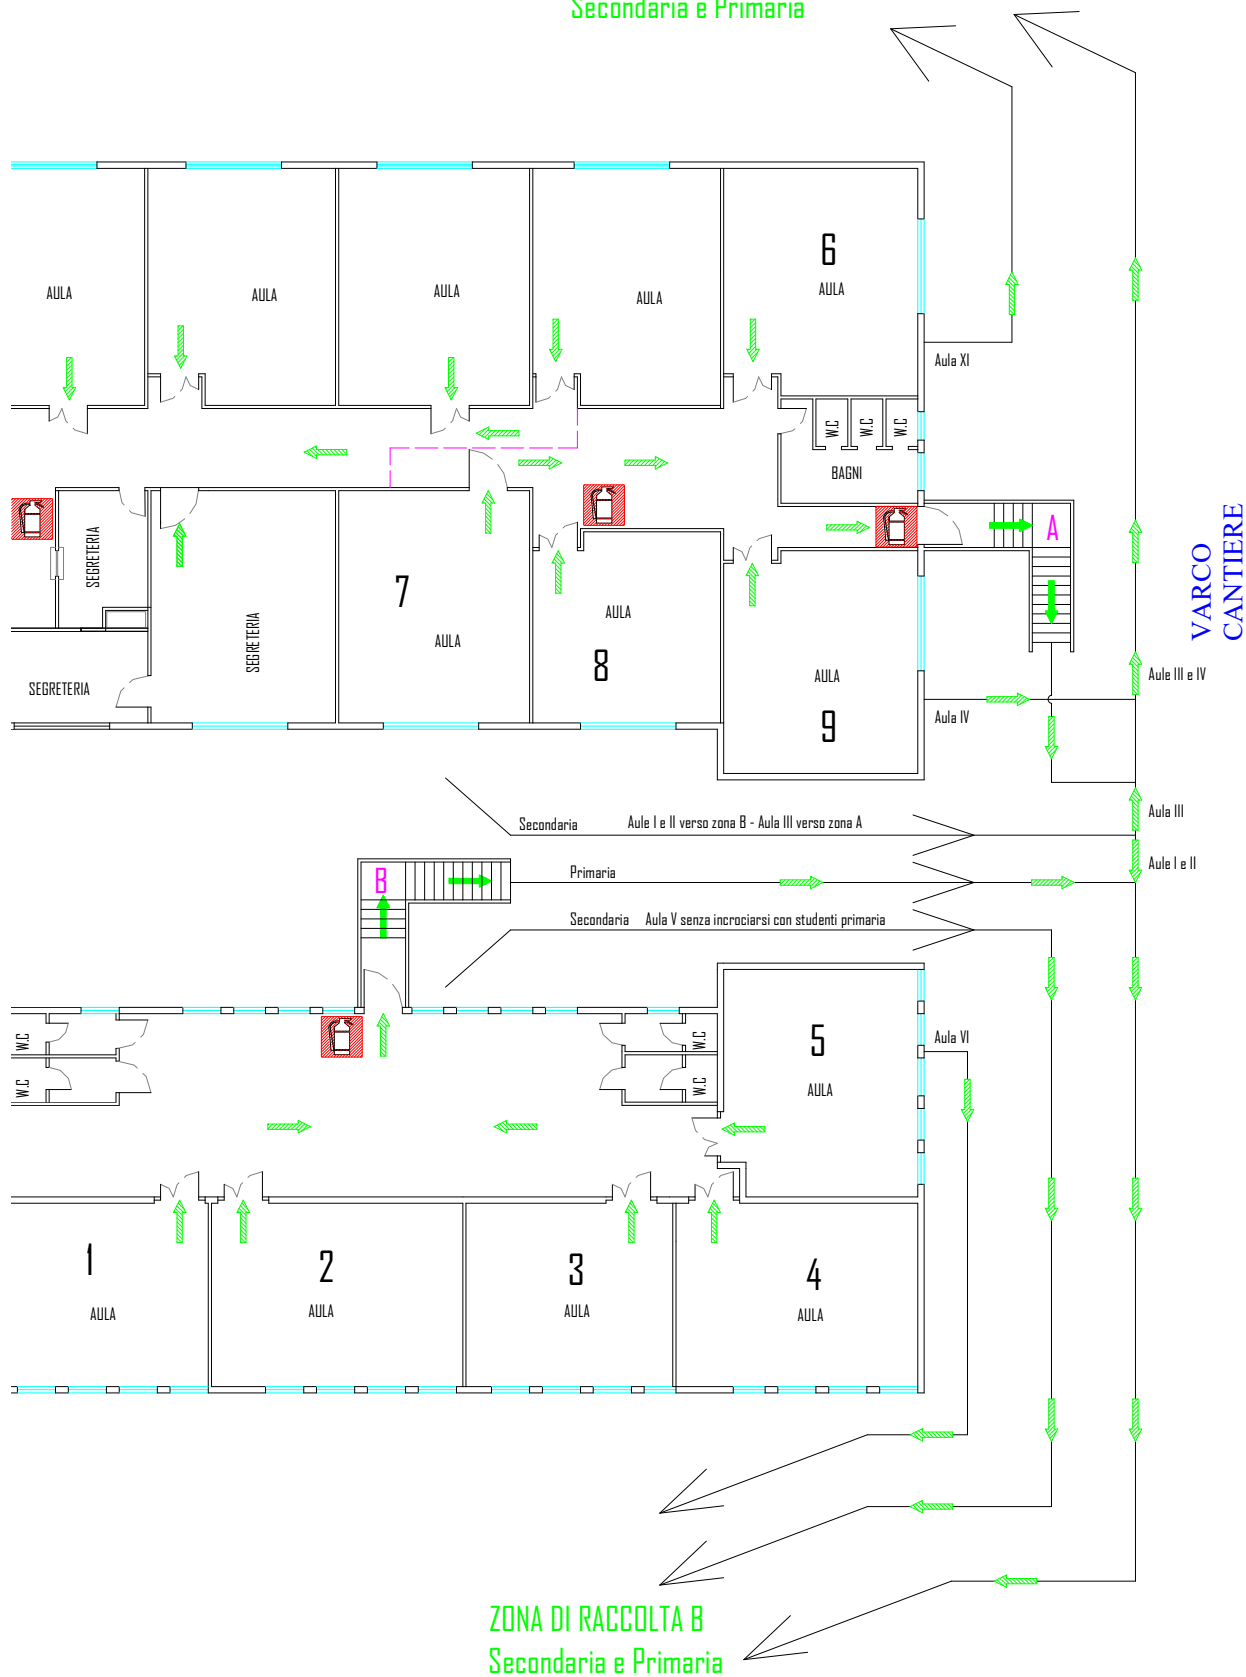 Secondaria e Primaria
6
AULA
AULA
AULA
AULA
AULA
Aula XI
W.C
W.C
W.C
BAGNI
A
VARCO
CANTIERE
SEGRETERIA
SEGRETERIA
SEGRETERIA
7
AULA
AULA
8
AULA
9
Aule III e IV
Aula IV
Secondaria
Aule I e II verso zona B - Aula III verso zona A
Aula III
Aule I e II
B
Primaria
Secondaria
Aula V senza incrociarsi con studenti primaria
W.C
W.C
W.C
W.C
5
AULA
Aula VI
1
AULA
2
AULA
3
AULA
4
AULA
ZONA DI RACCOLTA B
Secondaria e Primaria